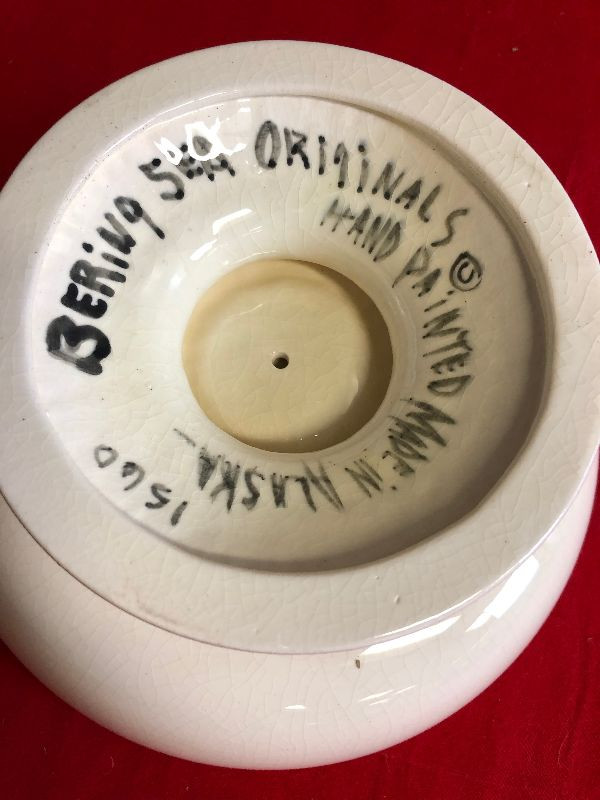 BERiNg SEA ORigiNALS ©
HAND PAiNTED MADE iN ALASKA
1560